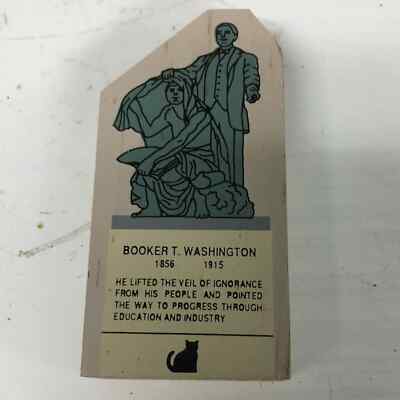 BOOKER T. WASHINGTON
1856 1915
HE LIFTED THE VEIL OF IGNORANCE
FROM HIS PEOPLE AND POINTED
THE WAY TO PROGRESS THROUGH
EDUCATION AND INDUSTRY